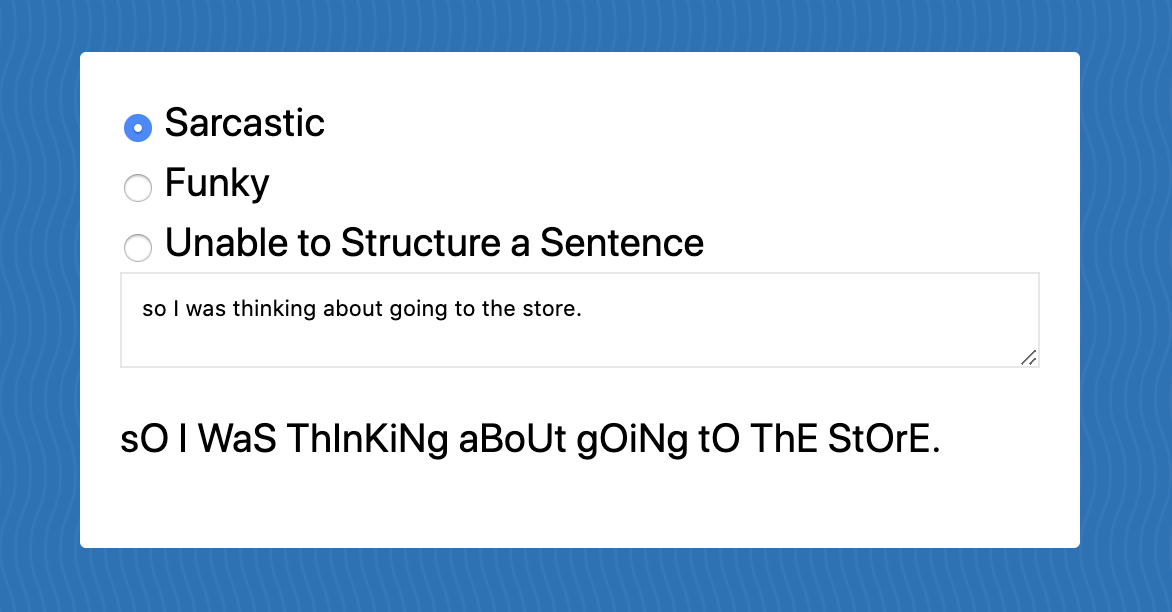 Sarcastic
Funky
Unable to Structure a Sentence
so I was thinking about going to the store.
sO I WaS ThInKiNg aBoUt gOiNg tO ThE StOrE.